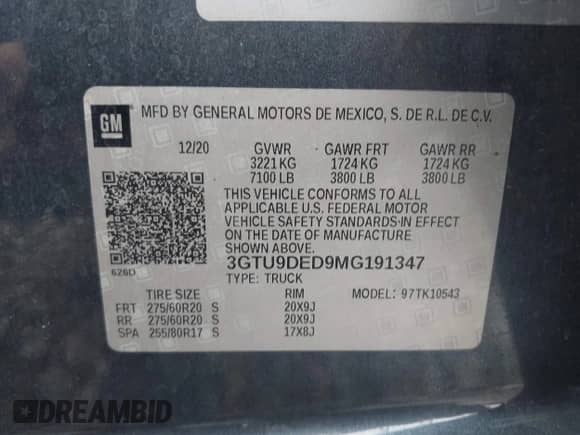 GM
MFD BY GENERAL MOTORS DE MEXICO, S. DE R.L. DE C.V.
12/20 GVWR GAWR FRT GAWR RR
3221 KG 1724 KG 1724 KG
7100 LB 3800 LB 3800 LB
THIS VEHICLE CONFORMS TO ALL
APPLICABLE U.S. FEDERAL MOTOR
VEHICLE SAFETY STANDARDS IN EFFECT
ON THE DATE OF MANUFACTURE
SHOWN ABOVE.
626D 3GTU9DED9MG191347
TYPE: TRUCK MODEL: 97TK10543
TIRE SIZE RIM
FRT 275/60R20 S 20X9J
RR 275/60R20 S 20X9J
SPA 255/80R17 S 17X8J
DREAMBID